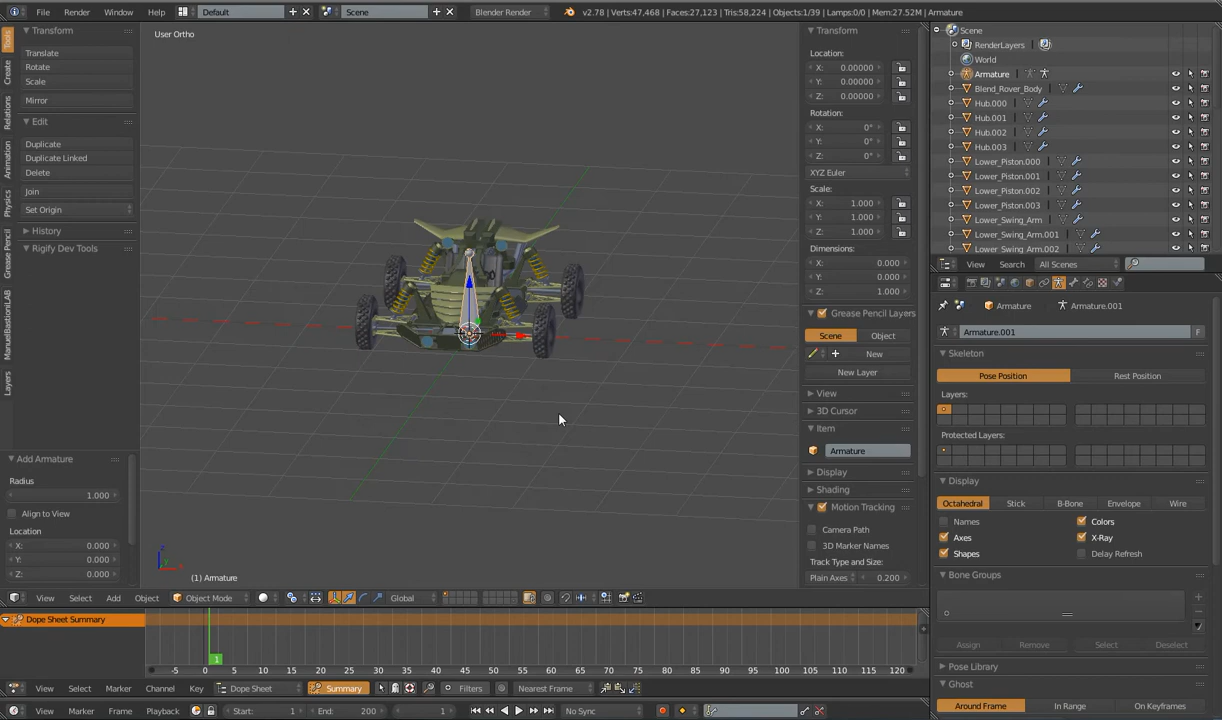 File Render Window Help Default Scene Blender Render v2.78 | Verts:47,468 | Faces:27,123 | Tris:58,224 | Objects:1/39 | Lamps:0/0 | Mem:27.52M | Armature
Tools
Create
Relations
Animation
Physics
Grease Pencil
ManuelBastioniLAB
Layers
Transform
Translate
Rotate
Scale
Mirror
Edit
Duplicate
Duplicate Linked
Delete
Join
Set Origin
History
Rigify Dev Tools
Add Armature
Radius
1.000
Align to View
Location
X: 0.000
Y: 0.000
Z: 0.000
User Ortho
(1) Armature
Transform
Location:
X: 0.00000
Y: 0.00000
Z: 0.00000
Rotation:
X: 0°
Y: 0°
Z: 0°
XYZ Euler
Scale:
X: 1.000
Y: 1.000
Z: 1.000
Dimensions:
X: 0.000
Y: 0.000
Z: 1.000
Grease Pencil Layers
Scene Object
New
New Layer
View
3D Cursor
Item
Armature
Display
Shading
Motion Tracking
Camera Path
3D Marker Names
Track Type and Size:
Plain Axes 0.200
Scene
RenderLayers
World
Armature
Blend_Rover_Body
Hub.000
Hub.001
Hub.002
Hub.003
Lower_Piston.000
Lower_Piston.001
Lower_Piston.002
Lower_Piston.003
Lower_Swing_Arm
Lower_Swing_Arm.001
Lower_Swing_Arm.002
View Search All Scenes
Armature Armature.001
Armature.001 F
Skeleton
Pose Position Rest Position
Layers:
Protected Layers:
Display
Octahedral Stick B-Bone Envelope Wire
Names Colors
Axes X-Ray
Shapes Delay Refresh
Bone Groups
Assign Remove Select Deselect
Pose Library
Ghost
Around Frame In Range On Keyframes
View Select Add Object Object Mode Global
Dope Sheet Summary
1
-5 0 5 10 15 20 25 30 35 40 45 50 55 60 65 70 75 80 85 90 95 100 105 110 115 120
View Select Marker Channel Key Dope Sheet Summary Filters Nearest Frame
View Marker Frame Playback Start: 1 End: 200 1 No Sync